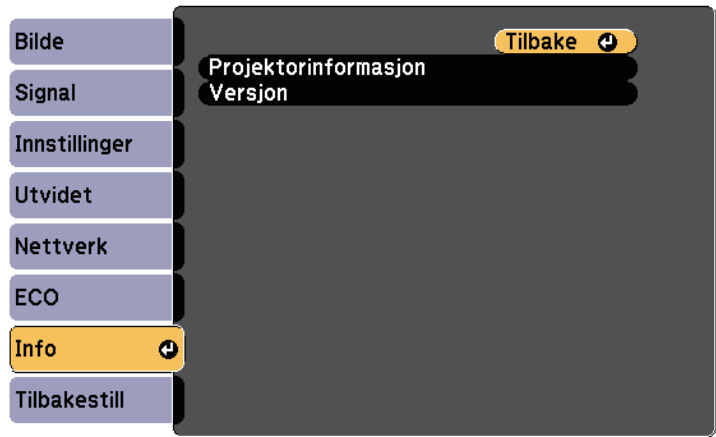 Bilde
Signal
Innstillinger
Utvidet
Nettverk
ECO
Info
Tilbakestill
Tilbake
Projektorinformasjon
Versjon